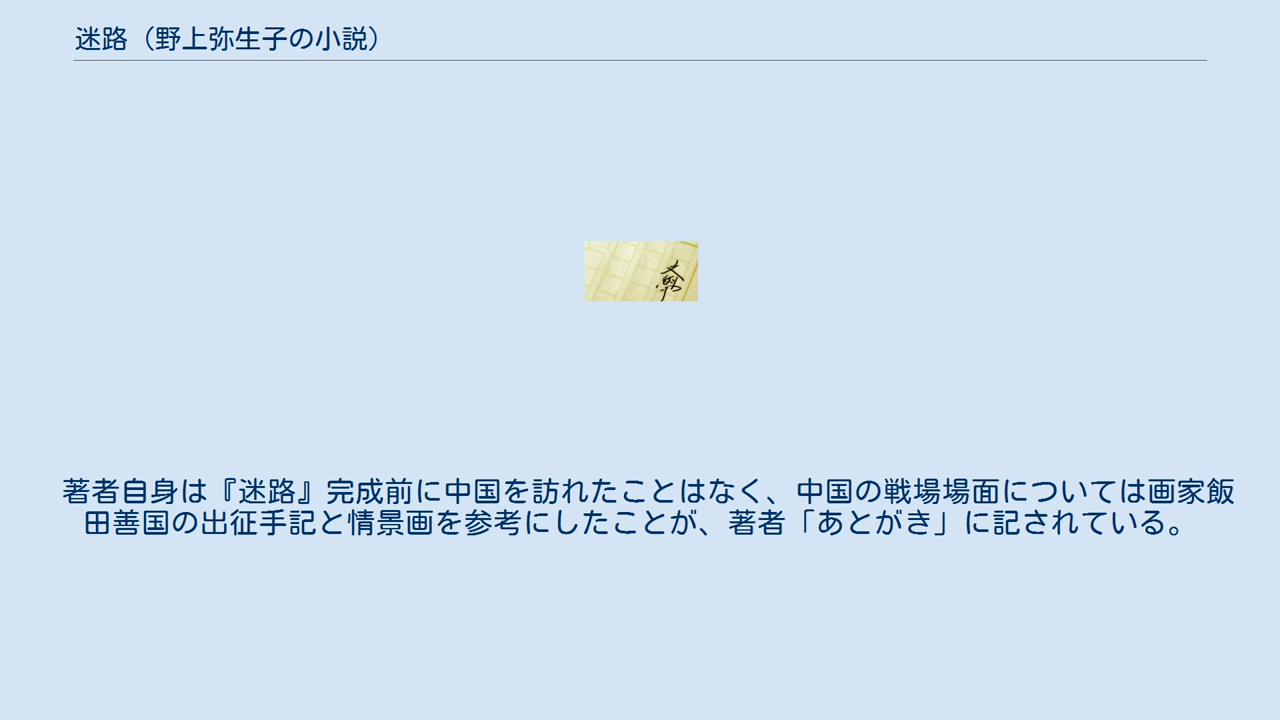 迷路（野上弥生子の小説）
著者自身は『迷路』完成前に中国を訪れたことはなく、中国の戦場場面については画家飯
田善国の出征手記と情景画を参考にしたことが、著者「あとがき」に記されている。